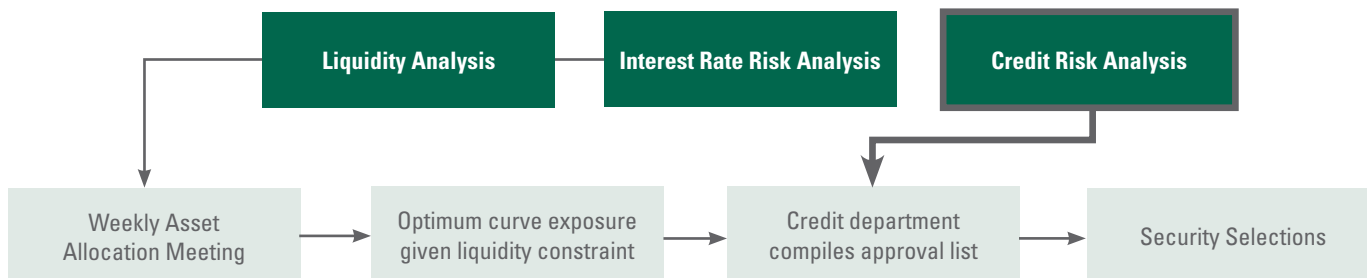 Liquidity Analysis
Interest Rate Risk Analysis
Credit Risk Analysis
Weekly Asset
Allocation Meeting
Optimum curve exposure
given liquidity constraint
Credit department
compiles approval list
Security Selections